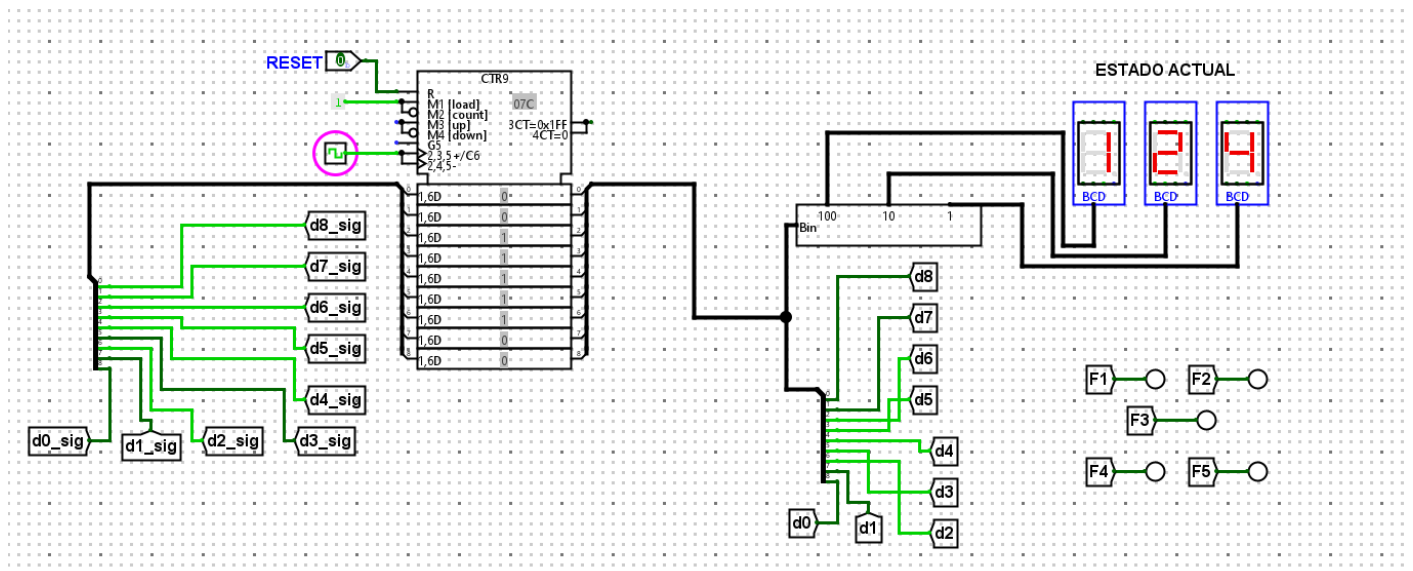 RESET
0
1
CTR9
R
M1 [load]
M2 [count]
M3 [up]
M4 [down]
G5
2,3,5+/C6
2,4,5-
07C
3CT=0x1FF
4CT=0
1,6D 0
1,6D 0
1,6D 1
1,6D 1
1,6D 1
1,6D 1
1,6D 1
1,6D 0
1,6D 0
d8_sig
d7_sig
d6_sig
d5_sig
d4_sig
d0_sig
d1_sig
d2_sig
d3_sig
ESTADO ACTUAL
1 2 4
BCD BCD BCD
100 10 1
Bin
d8
d7
d6
d5
d4
d3
d2
d0
d1
F1 F2
F3
F4 F5